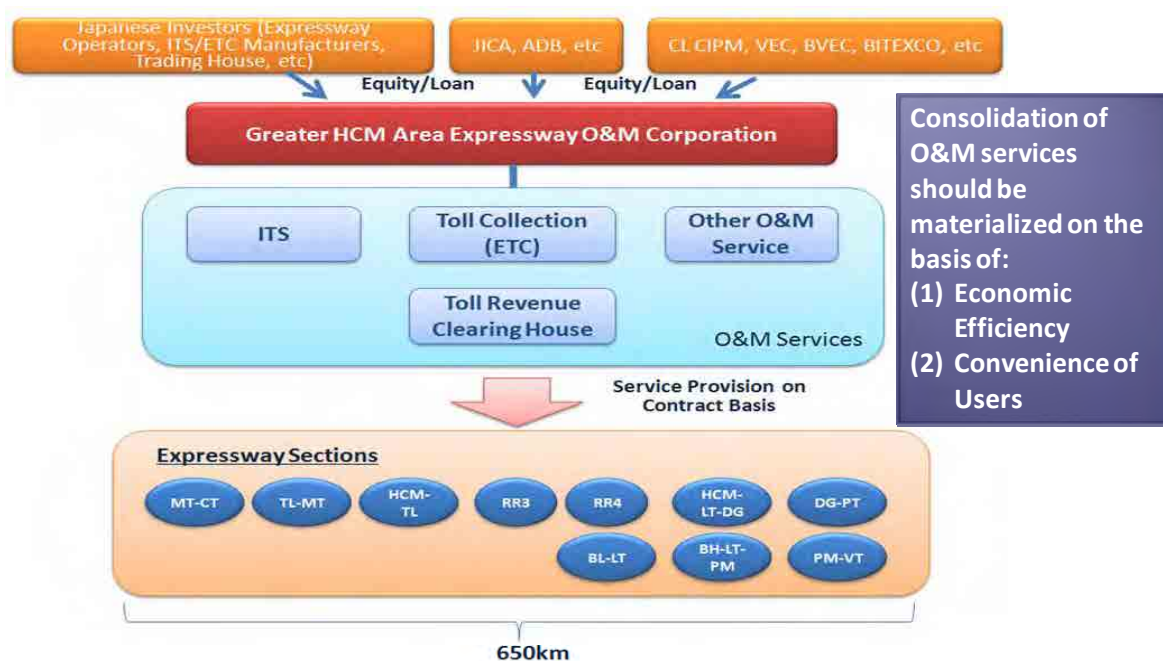 Japanese Investors (Expressway
Operators, ITS/ETC Manufacturers,
Trading House, etc)
JICA, ADB, etc
CL CIPM, VEC, BVEC, BITEXCO, etc
Equity/Loan
Equity/Loan
Greater HCM Area Expressway O&M Corporation
ITS
Toll Collection
(ETC)
Other O&M
Service
Toll Revenue
Clearing House
O&M Services
Service Provision on
Contract Basis
Expressway Sections
MT-CT
TL-MT
HCM-
TL
RR3
RR4
HCM-
LT-DG
DG-PT
BL-LT
BH-LT-
PM
PM-VT
650km
Consolidation of
O&M services
should be
materialized on the
basis of:
(1) Economic
Efficiency
(2) Convenience of
Users